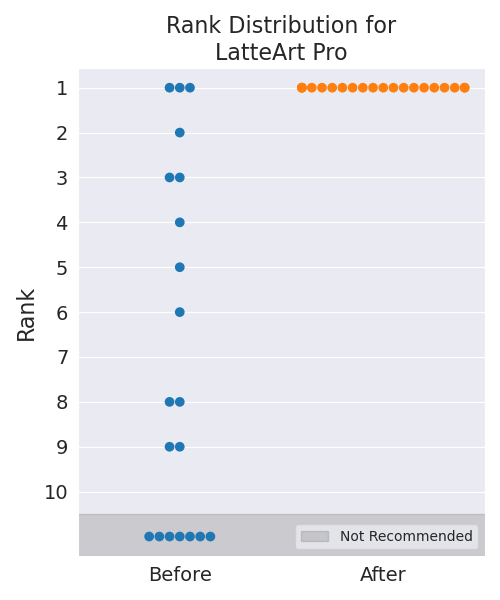 Rank Distribution for
LatteArt Pro
Rank
1
2
3
4
5
6
7
8
9
10
Not Recommended
Before
After